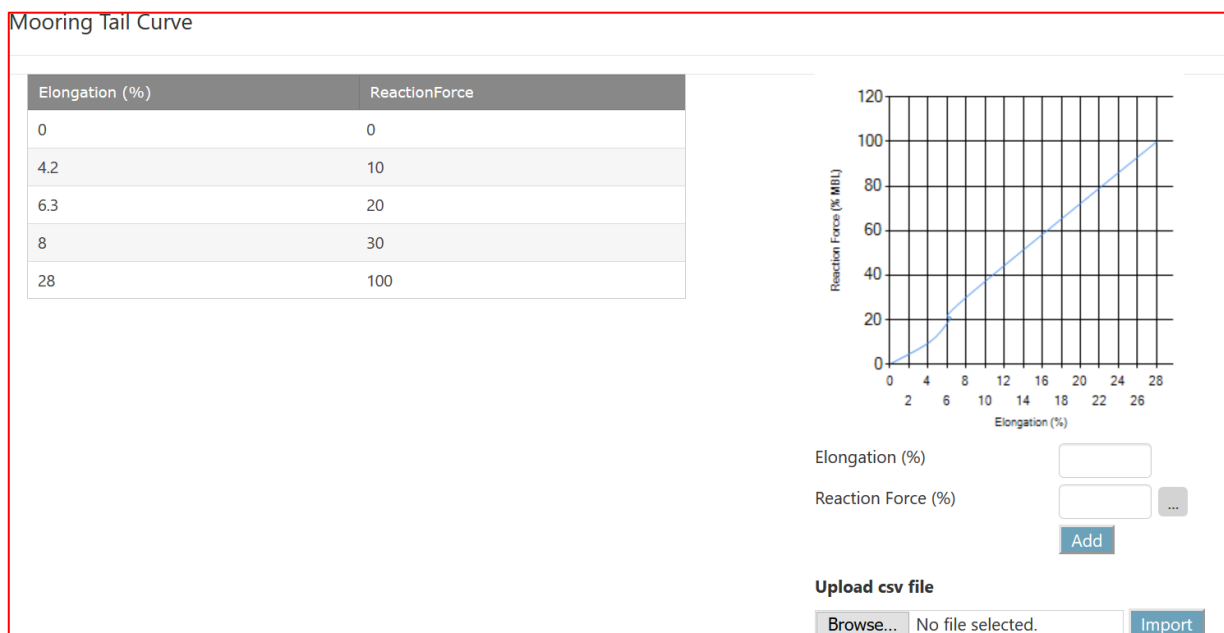 Mooring Tail Curve
Elongation (%) ReactionForce
0 0
4.2 10
6.3 20
8 30
28 100
120
100
80
60
40
20
0
Reaction Force (% MBL)
0 4 8 12 16 20 24 28
2 6 10 14 18 22 26
Elongation (%)
Elongation (%)
Reaction Force (%) ...
Add
Upload csv file
Browse... No file selected. Import